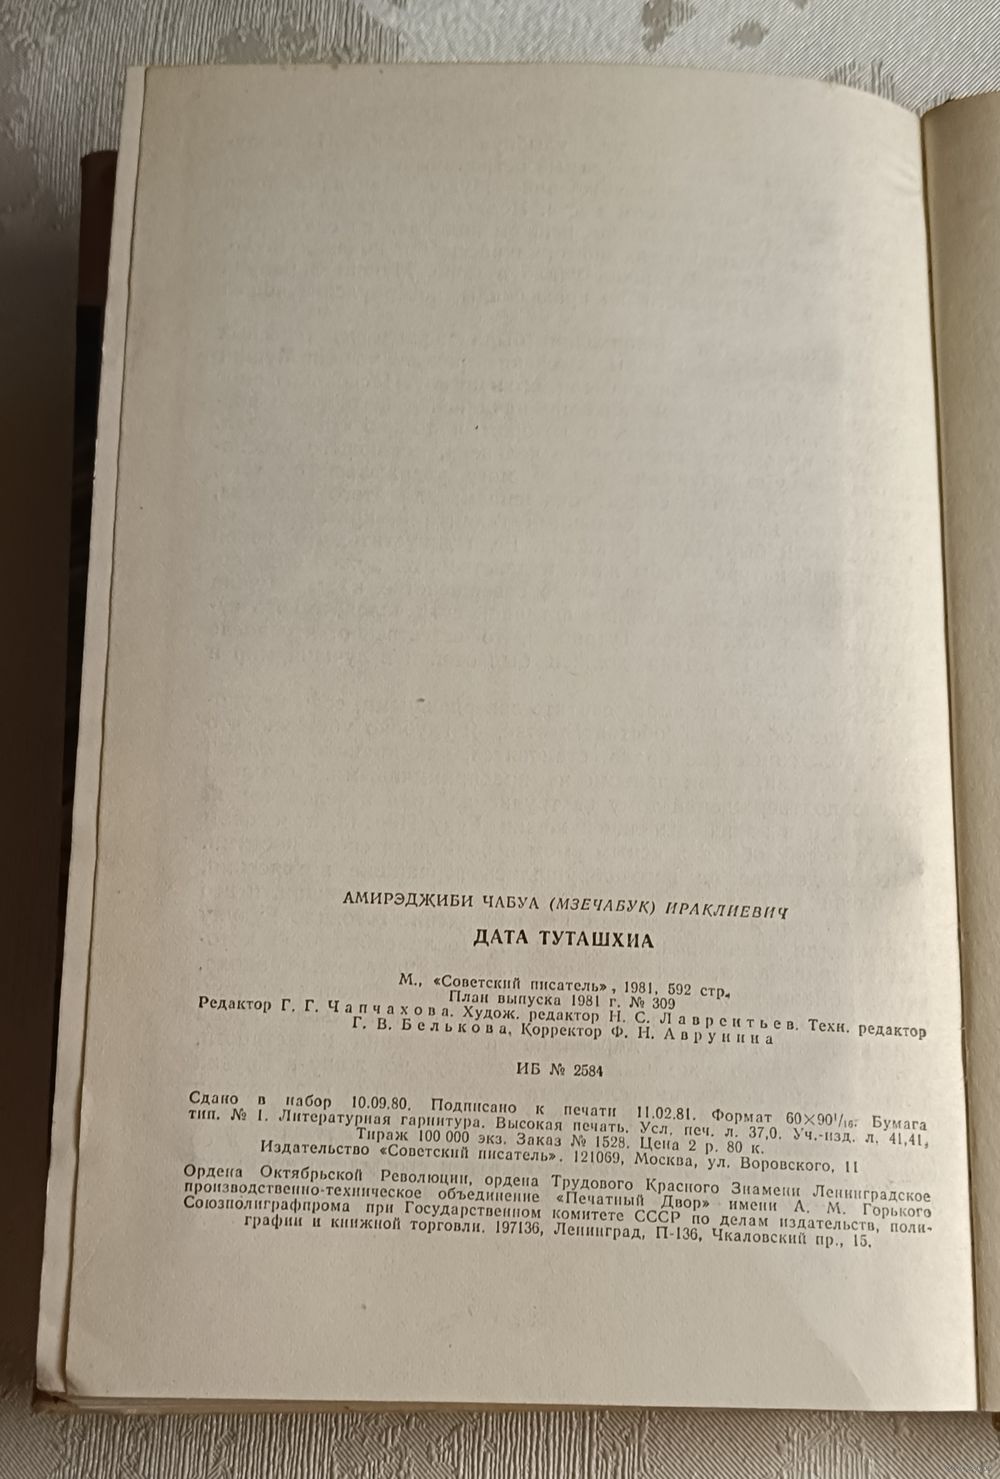 АМИРЭДЖИБИ ЧАБУА (МЗЕЧАБУК) ИРАКЛИЕВИЧ
ДАТА ТУТАШХИА
М., «Советский писатель», 1981, 592 стр.
План выпуска 1981 г. № 309
Редактор Г. Г. Чапчахова. Худож. редактор Н. С. Лаврентьев. Техн. редактор
Г. В. Белькова, Корректор Ф. Н. Аврунина
ИБ № 2584
Сдано в набор 10.09.80. Подписано к печати 11.02.81. Формат 60×90¹/₁₆. Бумага
тип. № 1. Литературная гарнитура. Высокая печать. Усл. печ. л. 37,0. Уч.-изд. л. 41,41,
Тираж 100 000 экз. Заказ № 1528. Цена 2 р. 80 к.
Издательство «Советский писатель». 121069, Москва, ул. Воровского, 11
Ордена Октябрьской Революции, ордена Трудового Красного Знамени Ленинградское
производственно-техническое объединение «Печатный Двор» имени А. М. Горького
Союзполиграфпрома при Государственном комитете СССР по делам издательств, поли-
графии и книжной торговли. 197136, Ленинград, П-136, Чкаловский пр., 15.